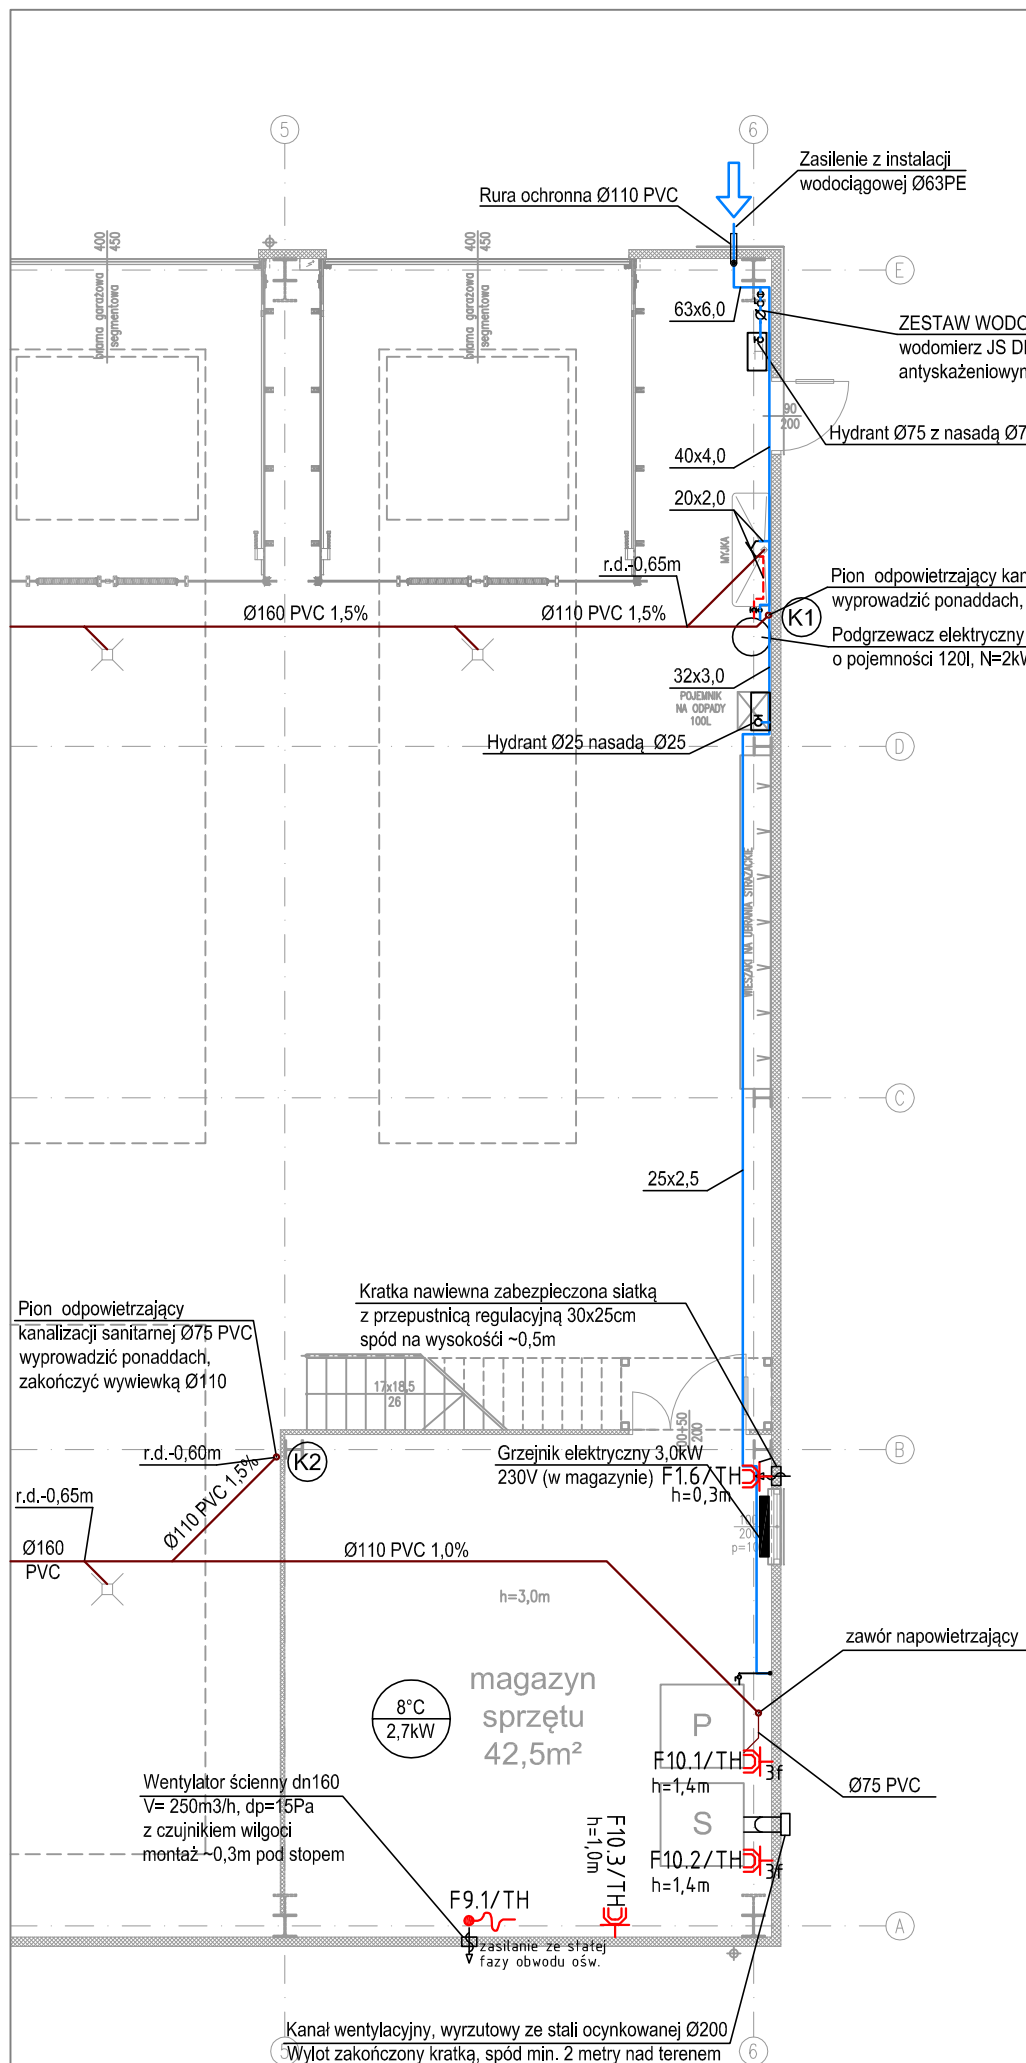 5
6
Zasilenie z instalacji
wodociągowej Ø63PE
Rura ochronna Ø110 PVC
400
450
brama garażowa
segmentowa
400
450
brama garażowa
segmentowa
E
63x6,0
ZESTAW WODO
wodomierz JS D
antyskażeniowym
90
200
Hydrant Ø75 z nasadą Ø7
40x4,0
20x2,0
MYJKA
r.d.-0,65m
Pion odpowietrzający kan
wyprowadzić ponaddach,
Ø160 PVC 1,5%
Ø110 PVC 1,5%
K1
Podgrzewacz elektryczny
o pojemności 120l, N=2kW
32x3,0
POJEMNIK
NA ODPADY
100L
Hydrant Ø25 nasadą Ø25
D
WIESZAKI NA UBRANIA STRAŻACKIE
C
25x2,5
Kratka nawiewna zabezpieczona siatką
z przepustnicą regulacyjną 30x25cm
spód na wysokośći ~0,5m
Pion odpowietrzający
kanalizacji sanitarnej Ø75 PVC
wyprowadzić ponaddach,
zakończyć wywiewką Ø110
17x18,5
26
200
B
r.d.-0,60m
K2
Grzejnik elektryczny 3,0kW
230V (w magazynie)
F1.6/TH
h=0,3m
r.d.-0,65m
Ø110 PVC 1,5%
200
Ø160
PVC
Ø110 PVC 1,0%
h=3,0m
zawór napowietrzający
magazyn
sprzętu
42,5m²
8°C
2,7kW
P
F10.1/TH
h=1,4m
3f
Ø75 PVC
Wentylator ścienny dn160
V= 250m3/h, dp=15Pa
z czujnikiem wilgoci
montaż ~0,3m pod stopem
S
F10.2/TH
h=1,4m
3f
F10.3/TH
h=1,0m
F9.1/TH
A
zasilanie ze stałej
fazy obwodu ośw.
Kanał wentylacyjny, wyrzutowy ze stali ocynkowanej Ø200
Wylot zakończony kratką, spód min. 2 metry nad terenem
5
6